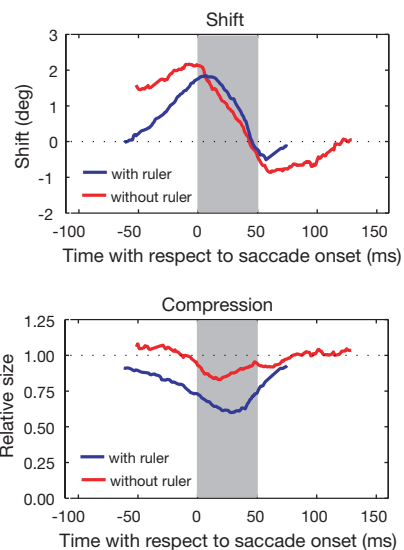 Shift
3
2
1
0
-1
-2
Shift (deg)
with ruler
without ruler
-100 -50 0 50 100 150
Time with respect to saccade onset (ms)
Compression
1.25
1.00
0.75
0.50
0.25
0.00
Relative size
with ruler
without ruler
-100 -50 0 50 100 150
Time with respect to saccade onset (ms)